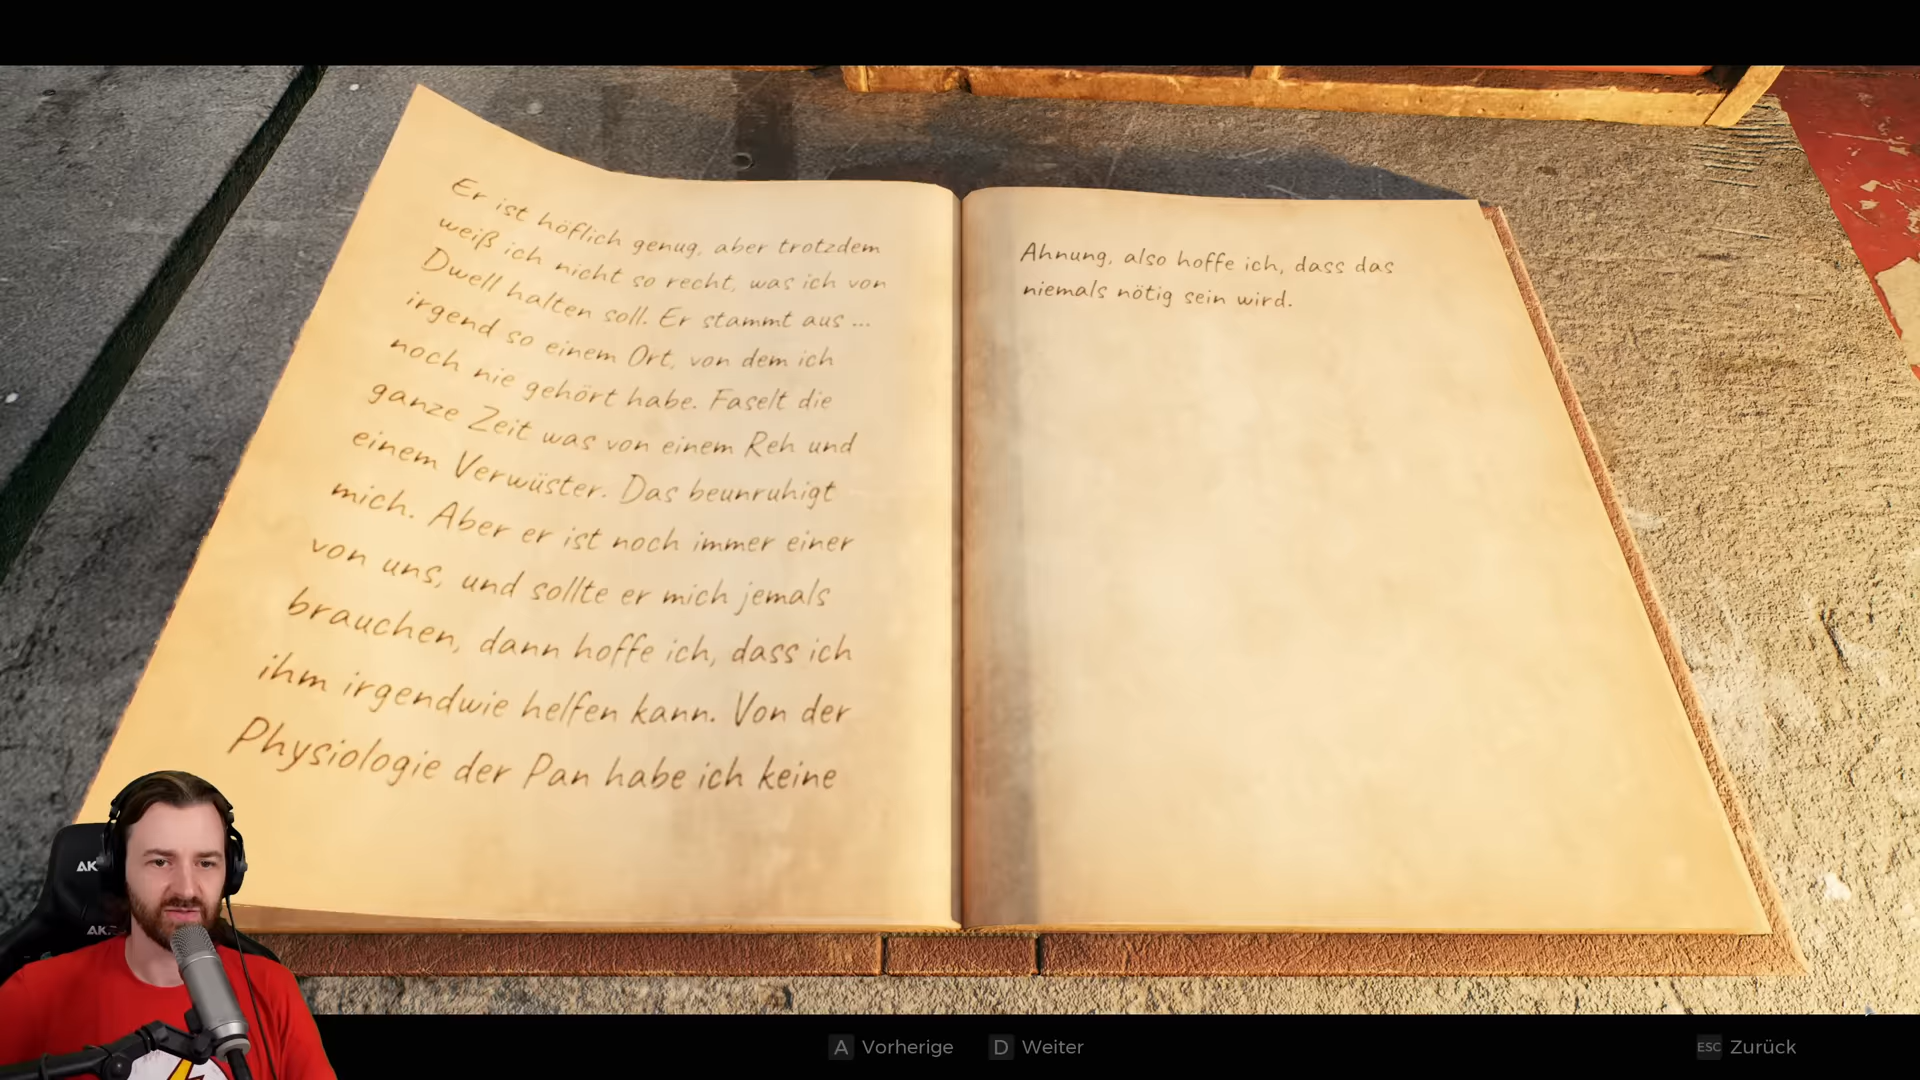 Er ist höflich genug, aber trotzdem
weiß ich nicht so recht, was ich von
Dwell halten soll. Er stammt aus ...
irgend so einem Ort, von dem ich
noch nie gehört habe. Faselt die
ganze Zeit was von einem Reh und
einem Verwüster. Das beunruhigt
mich. Aber er ist noch immer einer
von uns, und sollte er mich jemals
brauchen, dann hoffe ich, dass ich
ihm irgendwie helfen kann. Von der
Physiologie der Pan habe ich keine
Ahnung, also hoffe ich, dass das
niemals nötig sein wird.
AK
AK
A Vorherige D Weiter
ESC Zurück